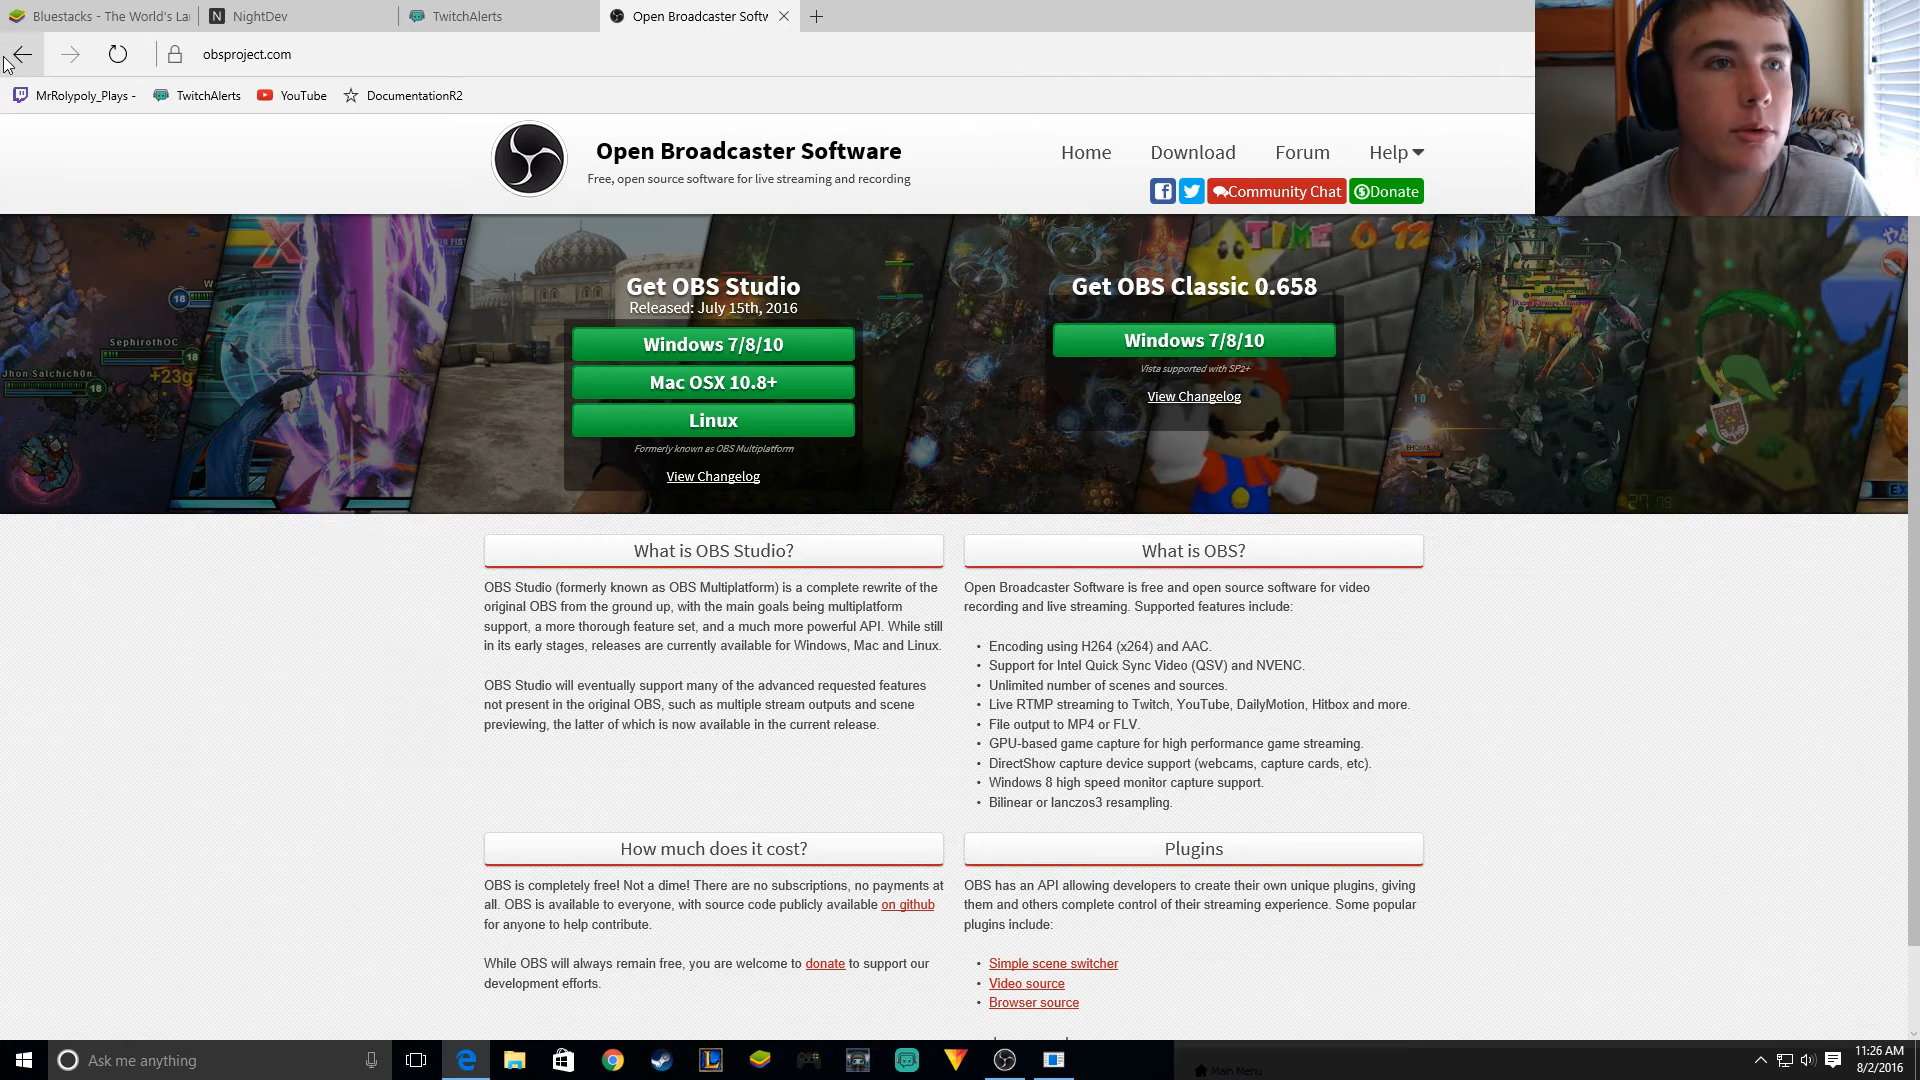 Bluestacks - The World's La
NightDev
TwitchAlerts
Open Broadcaster Softw
obsproject.com
MrRolypoly_Plays -
TwitchAlerts
YouTube
DocumentationR2
Open Broadcaster Software
Free, open source software for live streaming and recording
Home
Download
Forum
Help
Community Chat
Donate
TIME 0 12
SephirothOC
18
18
+23g
Jhon Salchich0n
18
Get OBS Studio
Released: July 15th, 2016
Windows 7/8/10
Mac OSX 10.8+
Linux
Formerly known as OBS Multiplatform
View Changelog
Get OBS Classic 0.658
Windows 7/8/10
Vista supported with SP2+
View Changelog
What is OBS Studio?
OBS Studio (formerly known as OBS Multiplatform) is a complete rewrite of the
original OBS from the ground up, with the main goals being multiplatform
support, a more thorough feature set, and a much more powerful API. While still
in its early stages, releases are currently available for Windows, Mac and Linux.
OBS Studio will eventually support many of the advanced requested features
not present in the original OBS, such as multiple stream outputs and scene
previewing, the latter of which is now available in the current release.
What is OBS?
Open Broadcaster Software is free and open source software for video
recording and live streaming. Supported features include:
• Encoding using H264 (x264) and AAC.
• Support for Intel Quick Sync Video (QSV) and NVENC.
• Unlimited number of scenes and sources.
• Live RTMP streaming to Twitch, YouTube, DailyMotion, Hitbox and more.
• File output to MP4 or FLV.
• GPU-based game capture for high performance game streaming.
• DirectShow capture device support (webcams, capture cards, etc).
• Windows 8 high speed monitor capture support.
• Bilinear or lanczos3 resampling.
How much does it cost?
OBS is completely free! Not a dime! There are no subscriptions, no payments at
all. OBS is available to everyone, with source code publicly available on github
for anyone to help contribute.
While OBS will always remain free, you are welcome to donate to support our
development efforts.
Plugins
OBS has an API allowing developers to create their own unique plugins, giving
them and others complete control of their streaming experience. Some popular
plugins include:
• Simple scene switcher
• Video source
• Browser source
Ask me anything
Main Menu
11:26 AM
8/2/2016